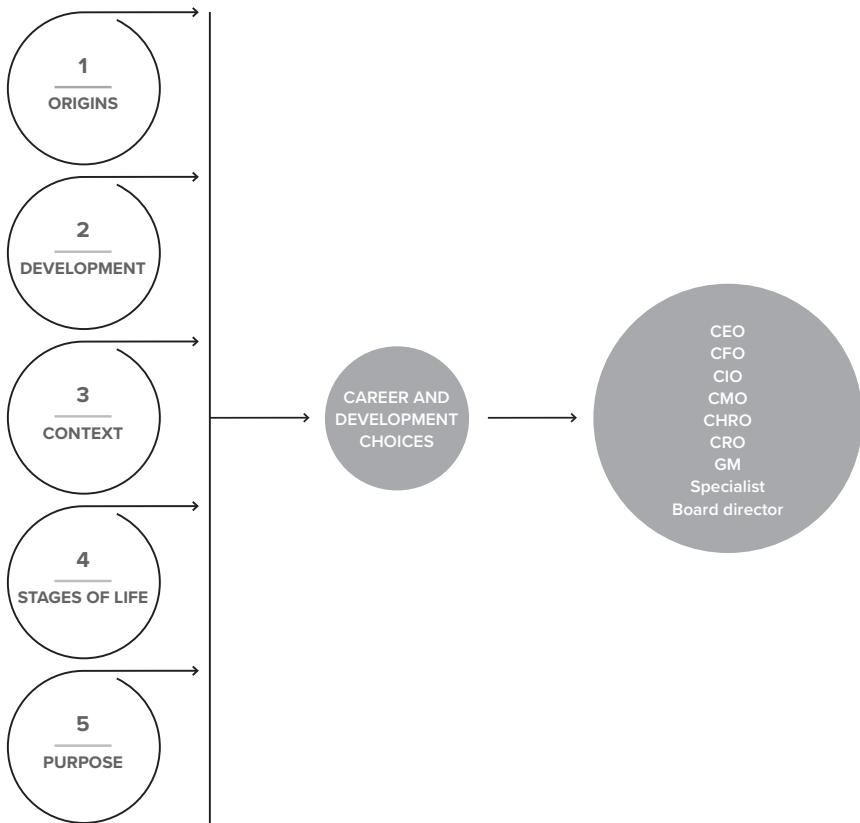 1
ORIGINS
2
DEVELOPMENT
3
CONTEXT
4
STAGES OF LIFE
5
PURPOSE
CAREER AND
DEVELOPMENT
CHOICES
CEO
CFO
CIO
CMO
CHRO
CRO
GM
Specialist
Board director